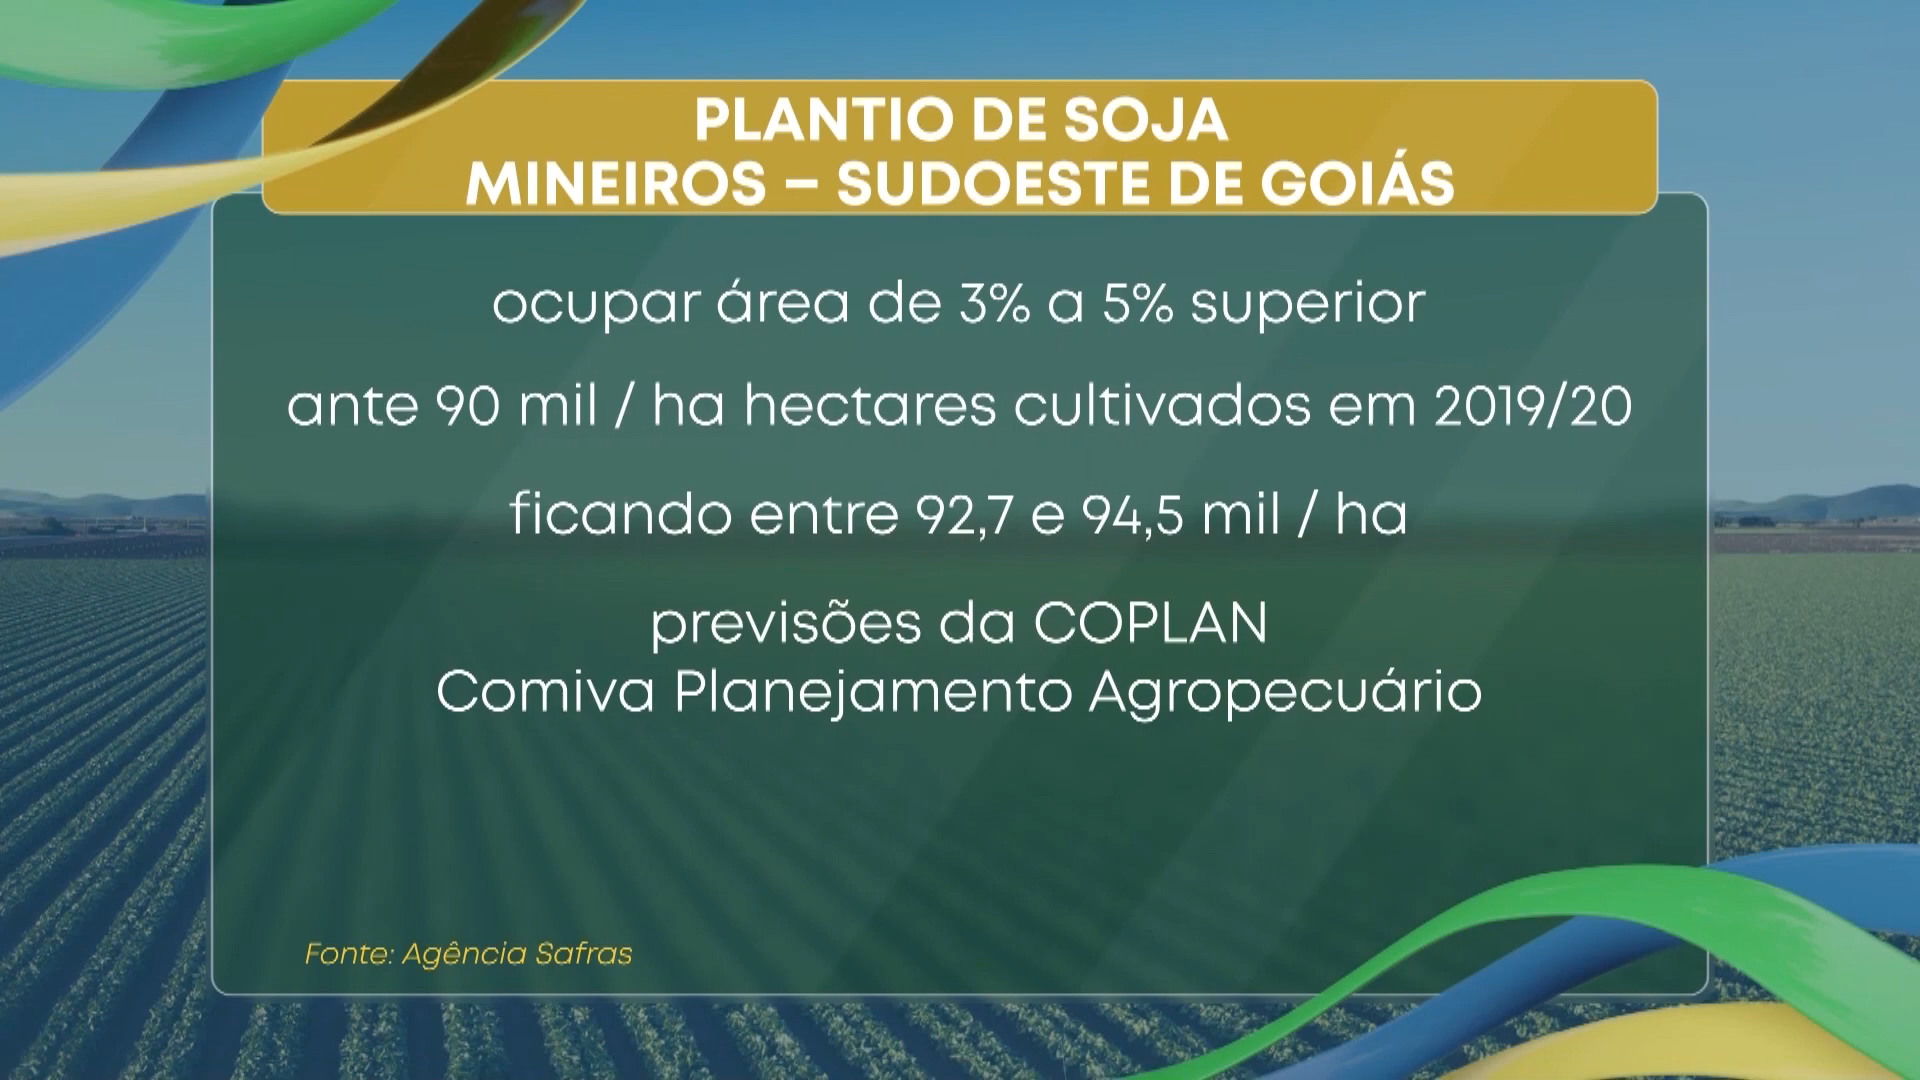 PLANTIO DE SOJA
MINEIROS – SUDOESTE DE GOIÁS
ocupar área de 3% a 5% superior
ante 90 mil / ha hectares cultivados em 2019/20
ficando entre 92,7 e 94,5 mil / ha
previsões da COPLAN
Comiva Planejamento Agropecuário
Fonte: Agência Safras